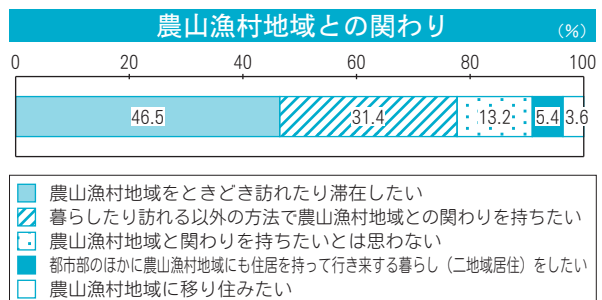 農山漁村地域との関わり (%)
0 20 40 60 80 100
46.5 31.4 13.2 5.4 3.6
農山漁村地域をときどき訪れたり滞在したい
暮らしたり訪れる以外の方法で農山漁村地域との関わりを持ちたい
農山漁村地域と関わりを持ちたいとは思わない
都市部のほかに農山漁村地域にも住居を持って行き来する暮らし（二地域居住）をしたい
農山漁村地域に移り住みたい